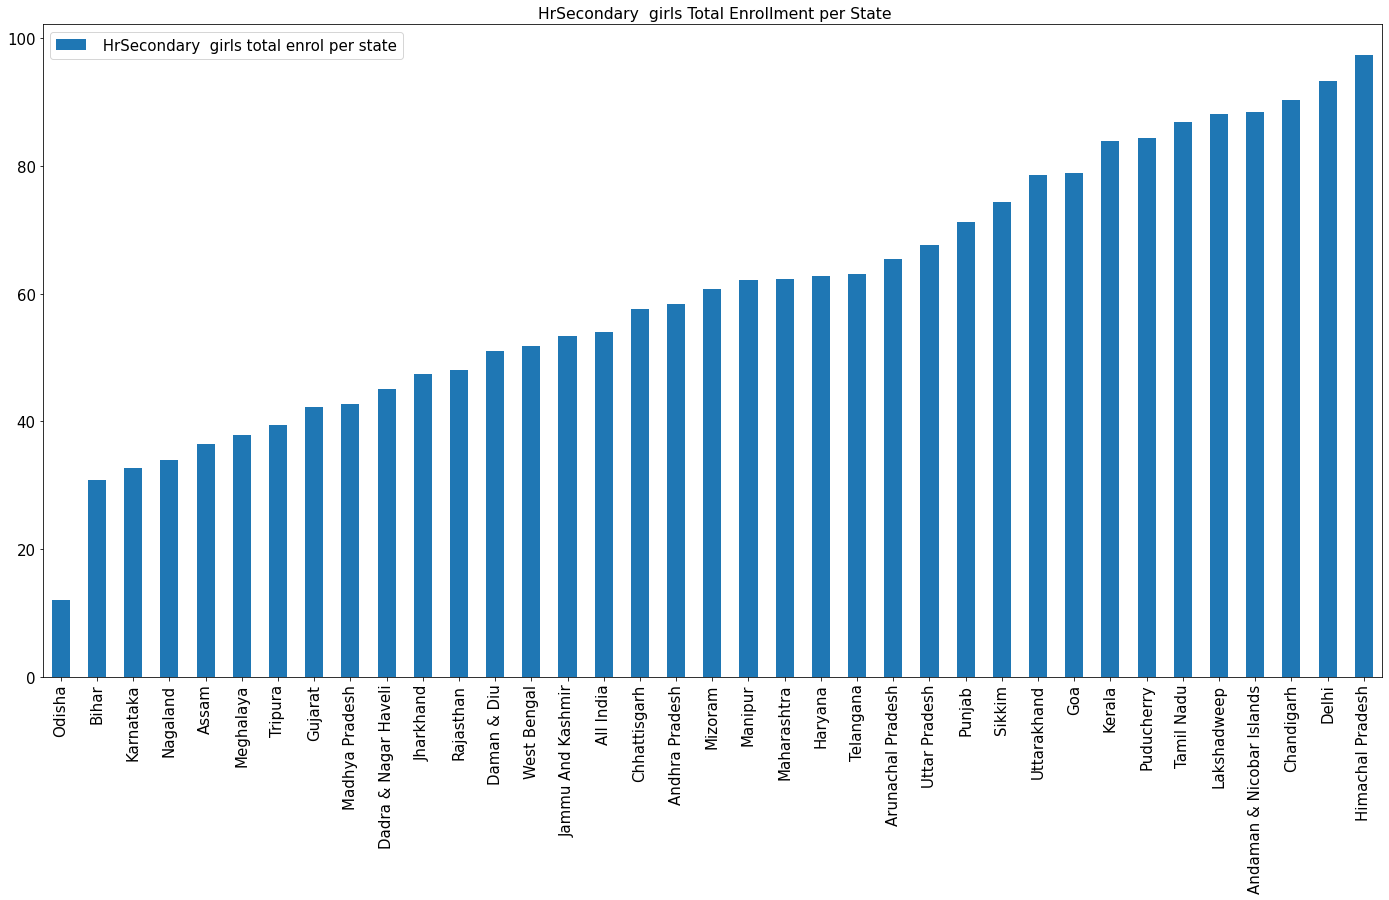 HrSecondary  girls Total Enrollment per State
HrSecondary  girls total enrol per state
100
80
60
40
20
0
Odisha
Bihar
Karnataka
Nagaland
Assam
Meghalaya
Tripura
Gujarat
Madhya Pradesh
Dadra & Nagar Haveli
Jharkhand
Rajasthan
Daman & Diu
West Bengal
Jammu And Kashmir
All India
Chhattisgarh
Andhra Pradesh
Mizoram
Manipur
Maharashtra
Haryana
Telangana
Arunachal Pradesh
Uttar Pradesh
Punjab
Sikkim
Uttarakhand
Goa
Kerala
Puducherry
Tamil Nadu
Lakshadweep
Andaman & Nicobar Islands
Chandigarh
Delhi
Himachal Pradesh